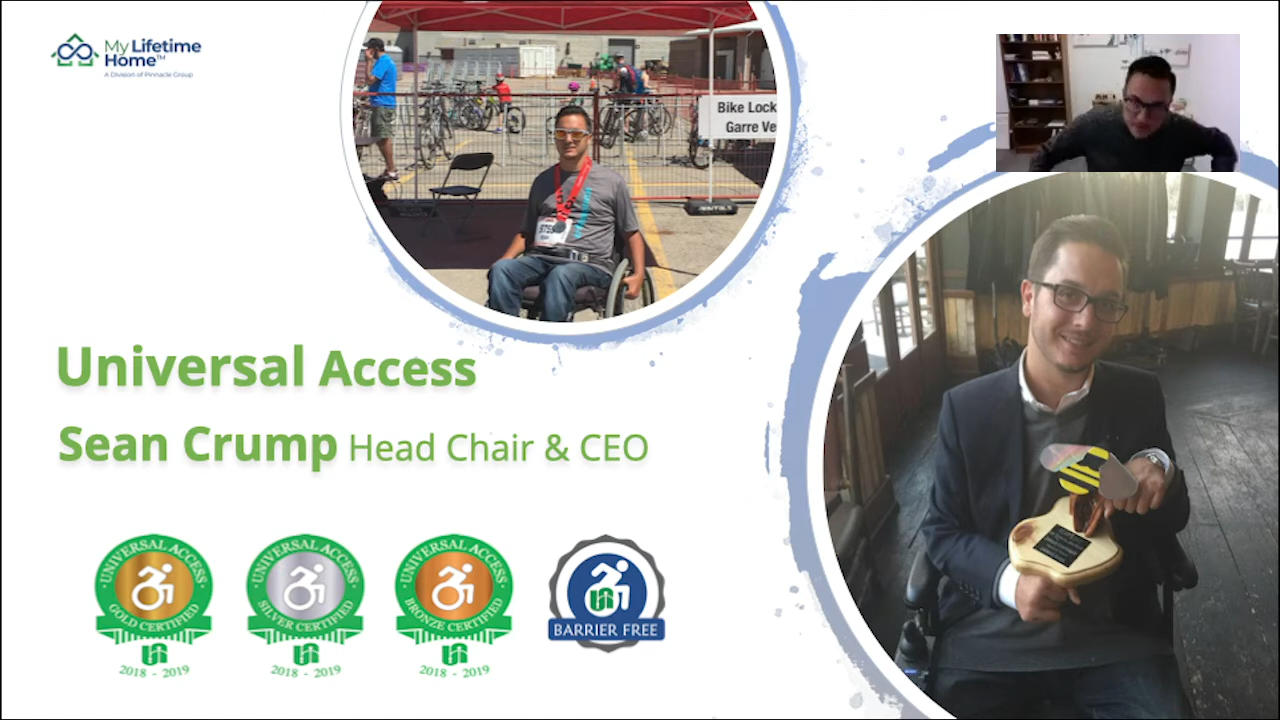 My Lifetime
Home™
A Division of Pinnacle Group
Bike Lock
Garre Ve
RENTALS
Universal Access
Sean Crump Head Chair & CEO
UNIVERSAL ACCESS
GOLD CERTIFIED
2018 - 2019
UNIVERSAL ACCESS
SILVER CERTIFIED
2018 - 2019
UNIVERSAL ACCESS
BRONZE CERTIFIED
2018 - 2019
BARRIER FREE